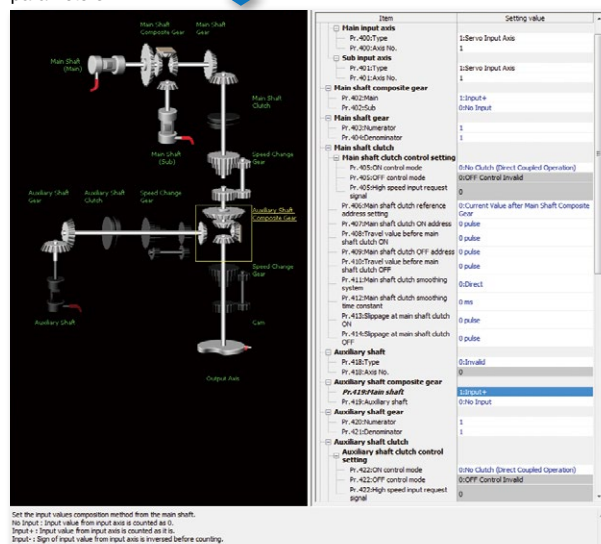 Main Shaft
Composite Gear
Main Shaft
Gear
Main Shaft
(Main)
Main Shaft
Clutch
Main Shaft
(Sub)
Speed Change
Gear
Auxiliary Shaft
Gear
Auxiliary Shaft
Clutch
Speed Change
Gear
Auxiliary Shaft
Composite Gear
Speed Change
Gear
Auxiliary Shaft
Cam
Output Axis
Item Setting value
Main input axis
Pr.400:Type 1:Servo Input Axis
Pr.400:Axis No. 1
Sub input axis
Pr.401:Type 1:Servo Input Axis
Pr.401:Axis No. 1
Main shaft composite gear
Pr.402:Main 1:Input+
Pr.402:Sub 0:No Input
Main shaft gear
Pr.403:Numerator 1
Pr.404:Denominator 1
Main shaft clutch
Main shaft clutch control setting
Pr.405:ON control mode 0:No Clutch (Direct Coupled Operation)
Pr.405:OFF control mode 0:OFF Control Invalid
Pr.405:High speed input request
signal 0
Pr.406:Main shaft clutch reference
address setting 0:Current Value after Main Shaft Composite
Gear
Pr.407:Main shaft clutch ON address 0 pulse
Pr.408:Travel value before main
shaft clutch ON 0 pulse
Pr.409:Main shaft clutch OFF address 0 pulse
Pr.410:Travel value before main
shaft clutch OFF 0 pulse
Pr.411:Main shaft clutch smoothing
system 0:Direct
Pr.412:Main shaft clutch smoothing
time constant 0 ms
Pr.413:Slippage at main shaft clutch
ON 0 pulse
Pr.414:Slippage at main shaft clutch
OFF 0 pulse
Auxiliary shaft
Pr.418:Type 0:Invalid
Pr.418:Axis No. 0
Auxiliary shaft composite gear
Pr.419:Main shaft 1:Input+
Pr.419:Auxiliary shaft 0:No Input
Auxiliary shaft gear
Pr.420:Numerator 1
Pr.421:Denominator 1
Auxiliary shaft clutch
Auxiliary shaft clutch control
setting
Pr.422:ON control mode 0:No Clutch (Direct Coupled Operation)
Pr.422:OFF control mode 0:OFF Control Invalid
Pr.422:High speed input request
signal 0
Set the input values composition method from the main shaft.
No Input : Input value from input axis is counted as 0.
Input+ : Input value from input axis is counted as it is.
Input- : Sign of input value from input axis is inversed before counting.